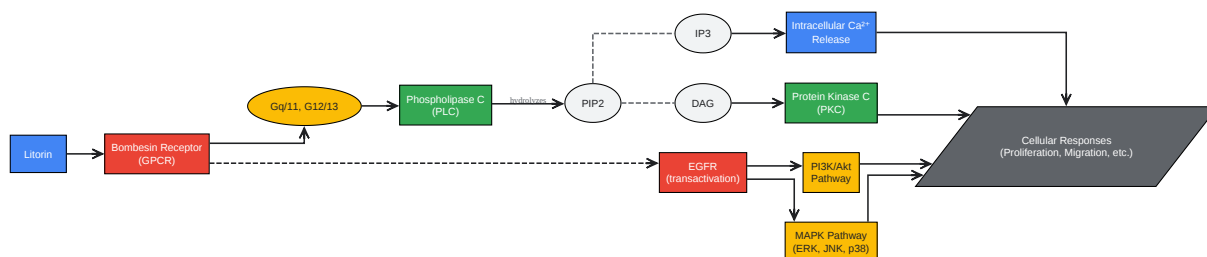 Litorin
Bombesin Receptor
(GPCR)
Gq/11, G12/13
Phospholipase C
(PLC)
hydrolyzes
PIP2
IP3
DAG
Intracellular Ca²⁺
Release
Protein Kinase C
(PKC)
EGFR
(transactivation)
PI3K/Akt
Pathway
MAPK Pathway
(ERK, JNK, p38)
Cellular Responses
(Proliferation, Migration, etc.)